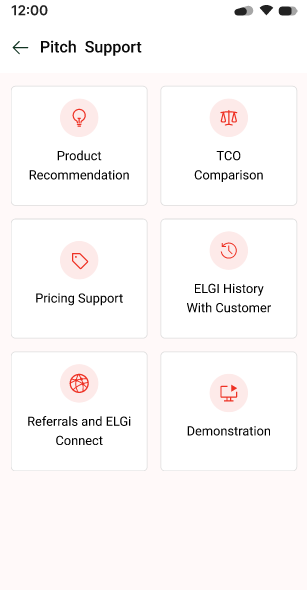 12:00
Pitch Support
Product
Recommendation
TCO
Comparison
Pricing Support
ELGI History
With Customer
Referrals and ELGi
Connect
Demonstration